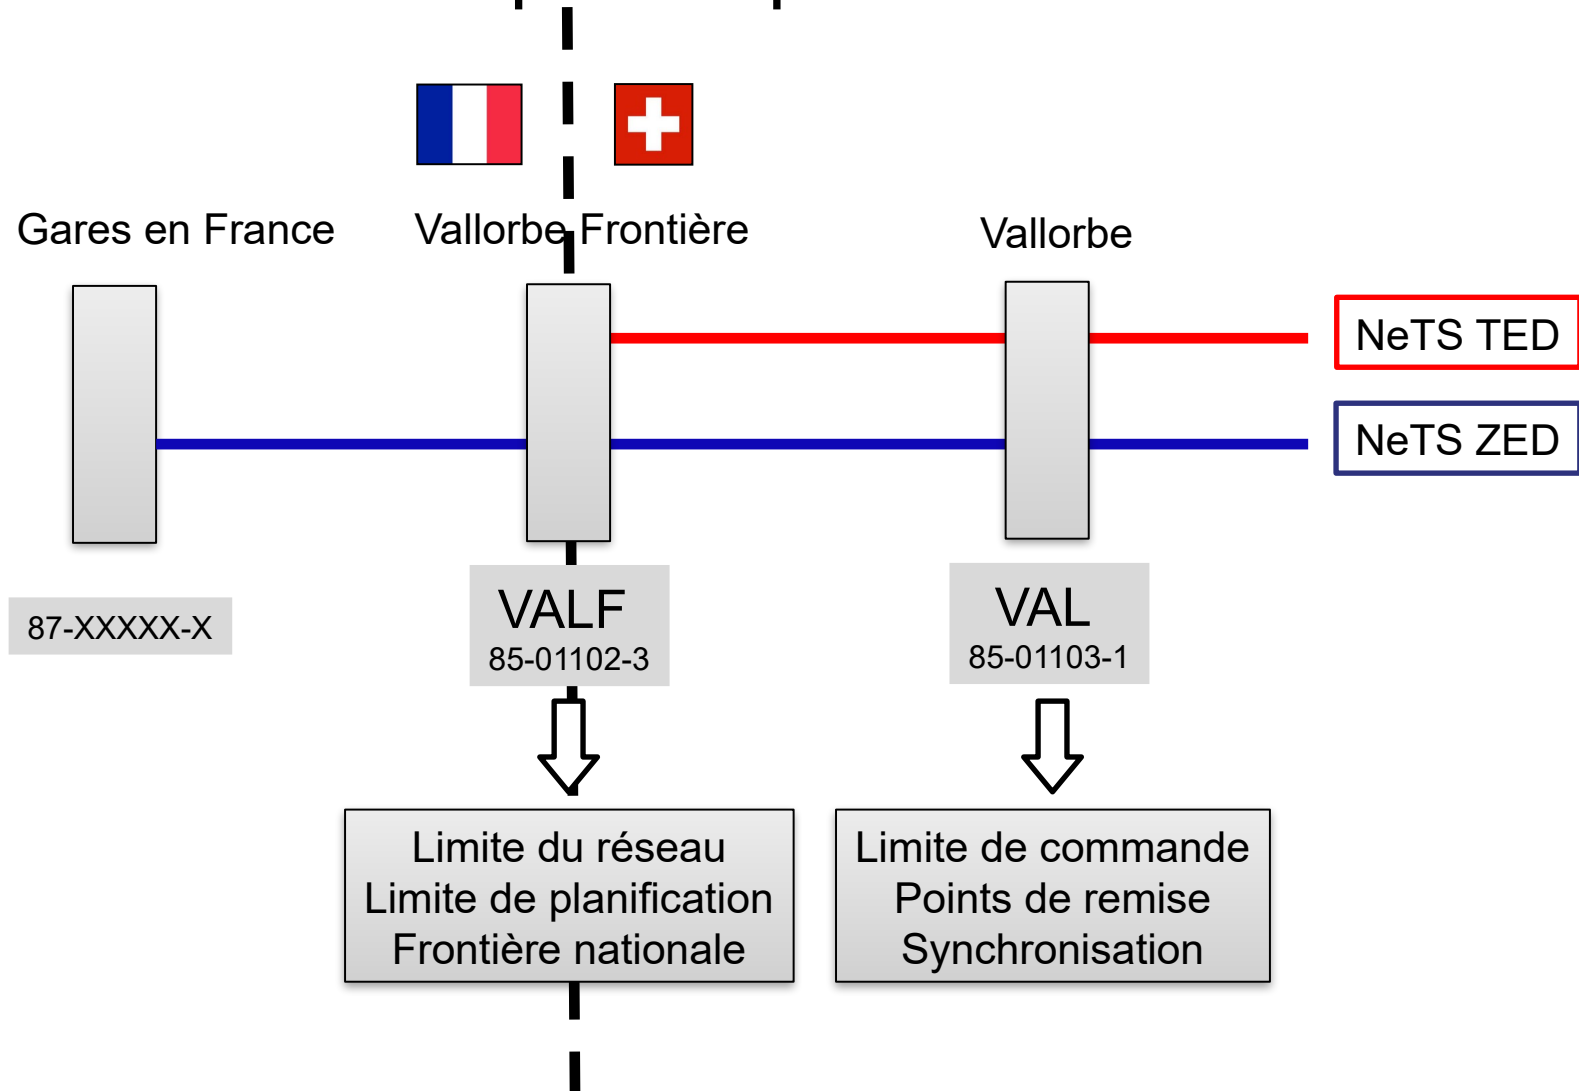 Gares en France
Vallorbe Frontière
Vallorbe
NeTS TED
NeTS ZED
87-XXXXX-X
VALF
85-01102-3
VAL
85-01103-1
Limite du réseau
Limite de planification
Frontière nationale
Limite de commande
Points de remise
Synchronisation